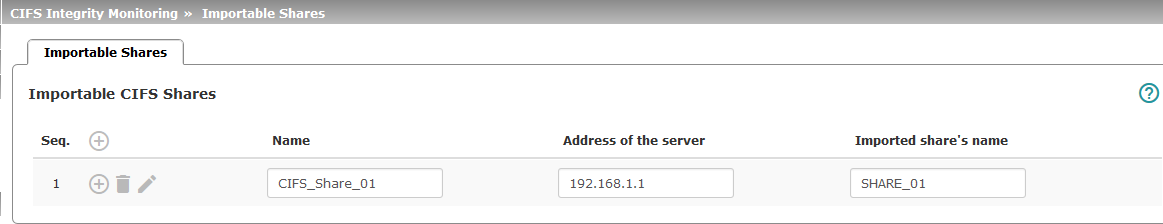 CIFS Integrity Monitoring » Importable Shares
Importable Shares
Importable CIFS Shares
Seq. Name Address of the server Imported share's name
1 CIFS_Share_01 192.168.1.1 SHARE_01